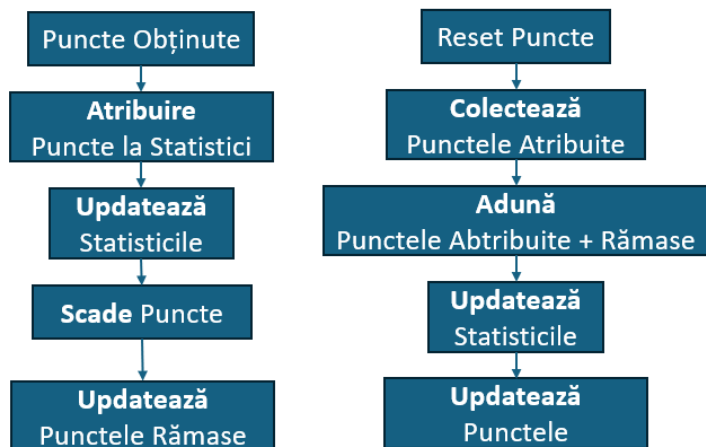 Puncte Obținute
Atribuire
Puncte la Statistici
Updatează
Statisticile
Scade Puncte
Updatează
Punctele Rămase
Reset Puncte
Colectează
Punctele Atribuite
Adună
Punctele Abtribuite + Rămase
Updatează
Statisticile
Updatează
Punctele